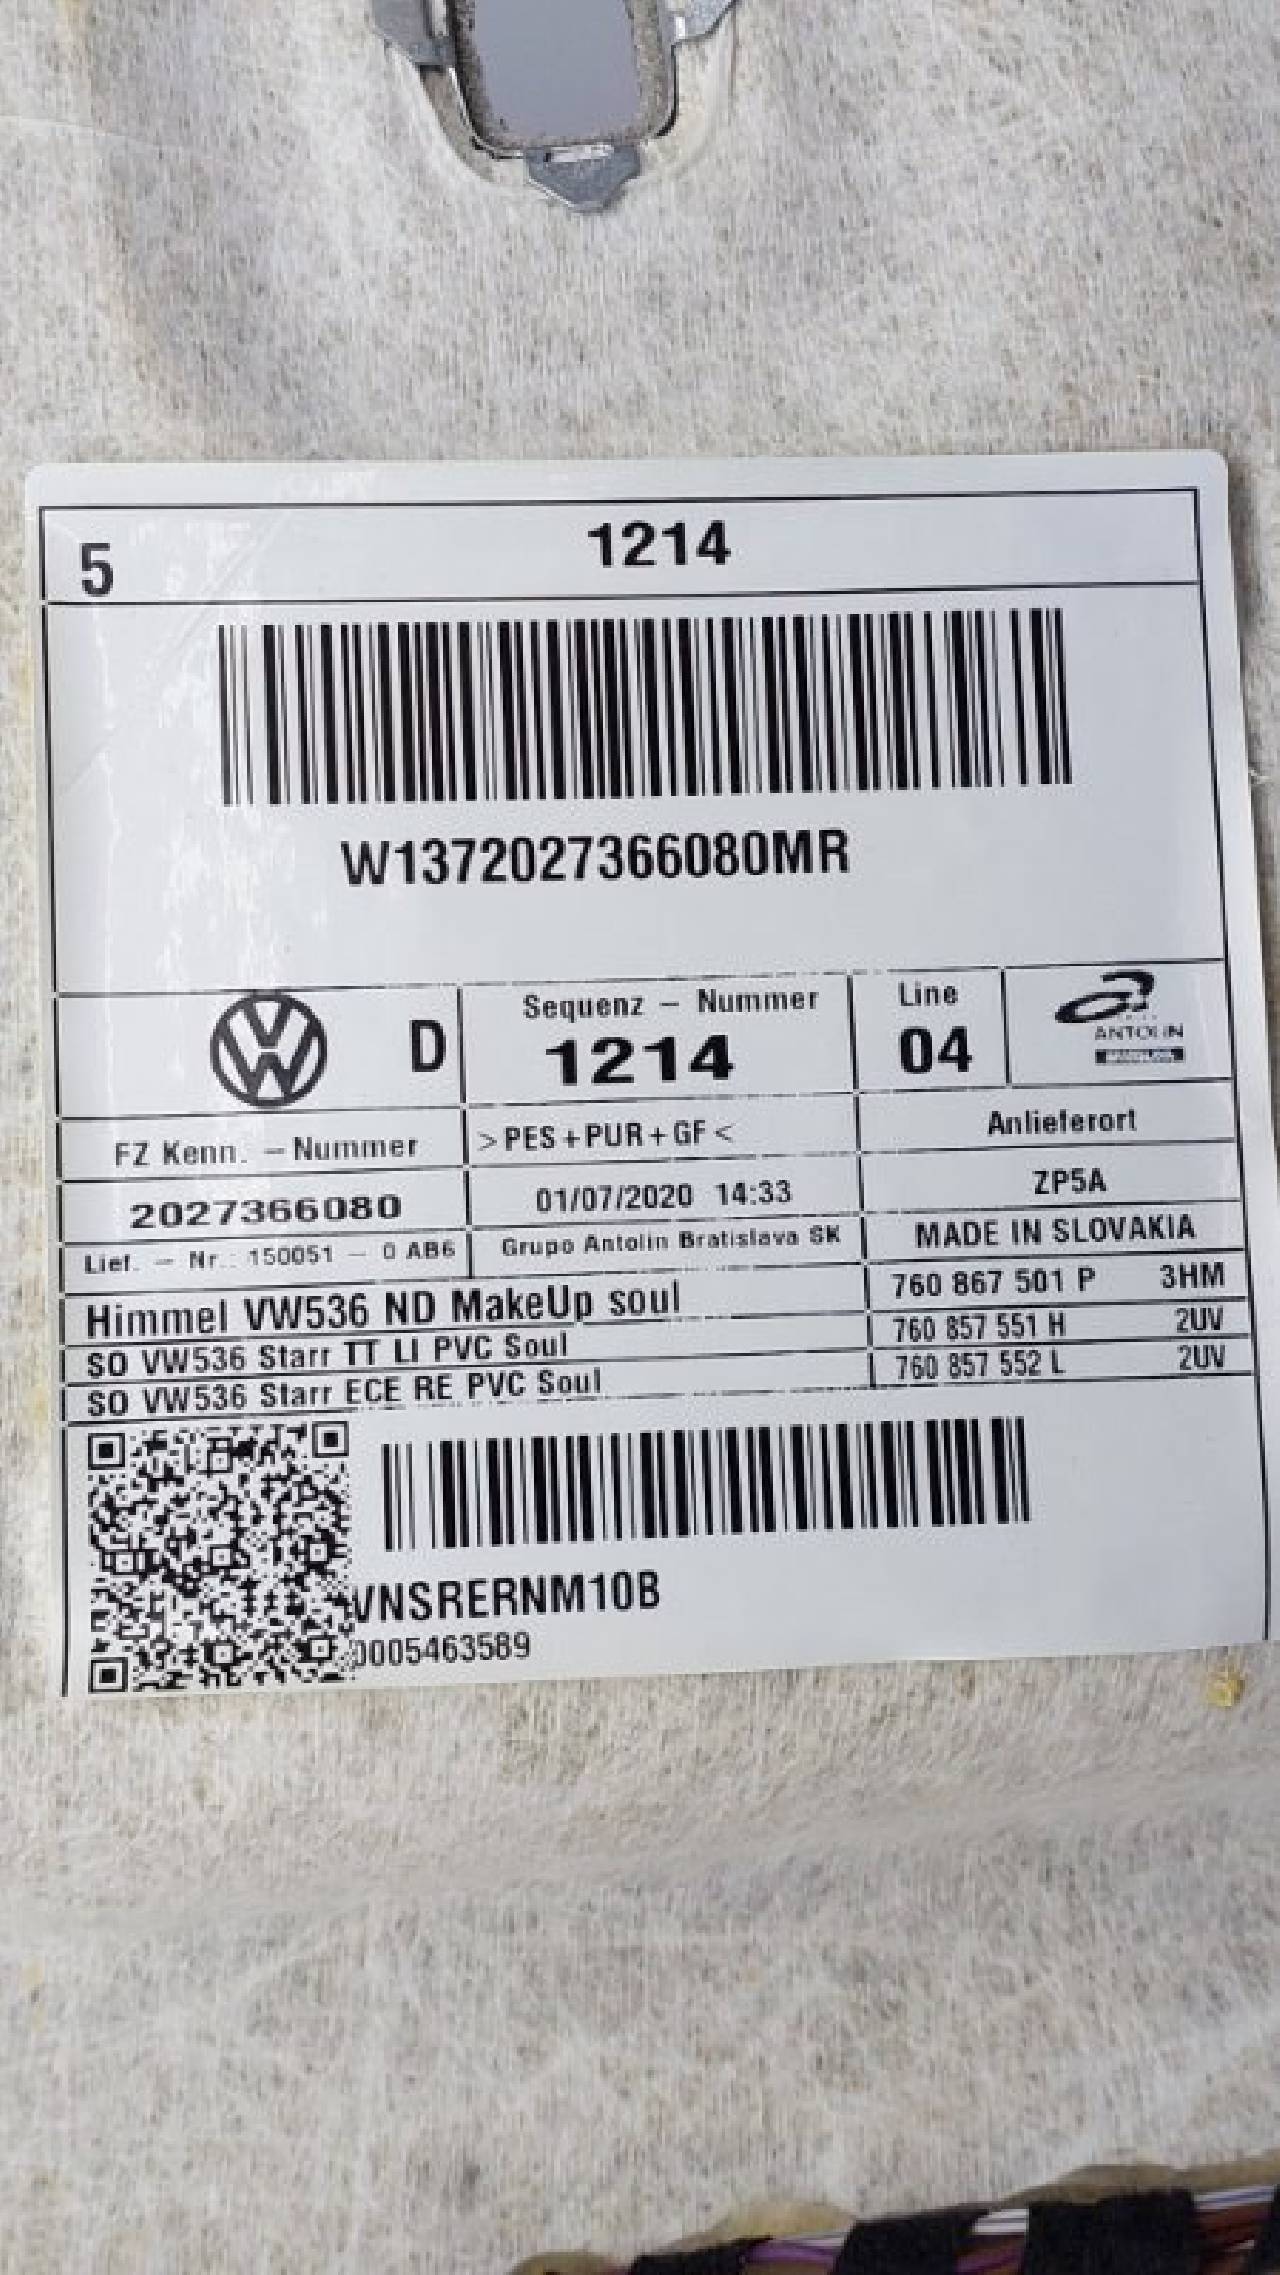 5 1214
W1372027366080MR
D Sequenz - Nummer Line
1214 04 ANTOLIN
FZ Kenn. - Nummer >PES+PUR+GF< Anlieferort
2027366080 01/07/2020 14:33 ZP5A
Lief. - Nr.: 150051 - 0 AB6 Grupo Antolin Bratislava SK MADE IN SLOVAKIA
Himmel VW536 ND MakeUp soul 760 867 501 P 3HM
SO VW536 Starr TT LI PVC Soul 760 857 551 H 2UV
SO VW536 Starr ECE RE PVC Soul 760 857 552 L 2UV
VNSRERNM10B
0005463589